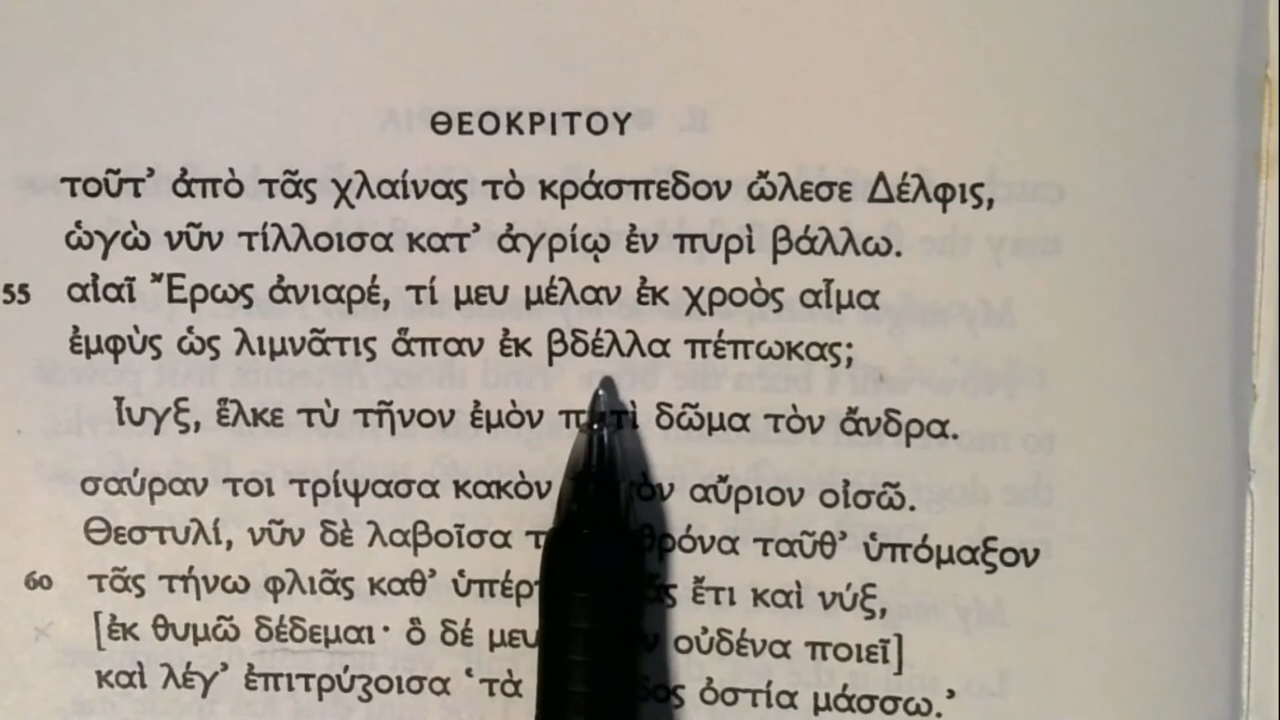 ΘΕΟΚΡΙΤΟΥ
τοῦτ’ ἀπὸ τᾶς χλαίνας τὸ κράσπεδον ὤλεσε Δέλφις,
ὡγὼ νῦν τίλλοισα κατ’ ἀγρίῳ ἐν πυρὶ βάλλω.
55 αἰαῖ Ἔρως ἀνιαρέ, τί μευ μέλαν ἐκ χροὸς αἷμα
ἐμφὺς ὡς λιμνᾶτις ἅπαν ἐκ βδέλλα πέπωκας;
Ἶυγξ, ἕλκε τὺ τῆνον ἐμὸν δῶμα τὸν ἄνδρα.
σαύραν τοι τρίψασα κακὸν αὔριον οἰσῶ.
Θεστυλί, νῦν δὲ λαβοῖσα ταῦθ’ ὑπόμαξον
60 τᾶς τήνω φλιᾶς καθ’ ἔτι καὶ νύξ,
[ἐκ θυμῶ δέδεμαι· ὃ δέ μευ οὐδένα ποιεῖ]
καὶ λέγ’ ἐπιτρύζοισα ‘τὰ ὀστία μάσσω.’